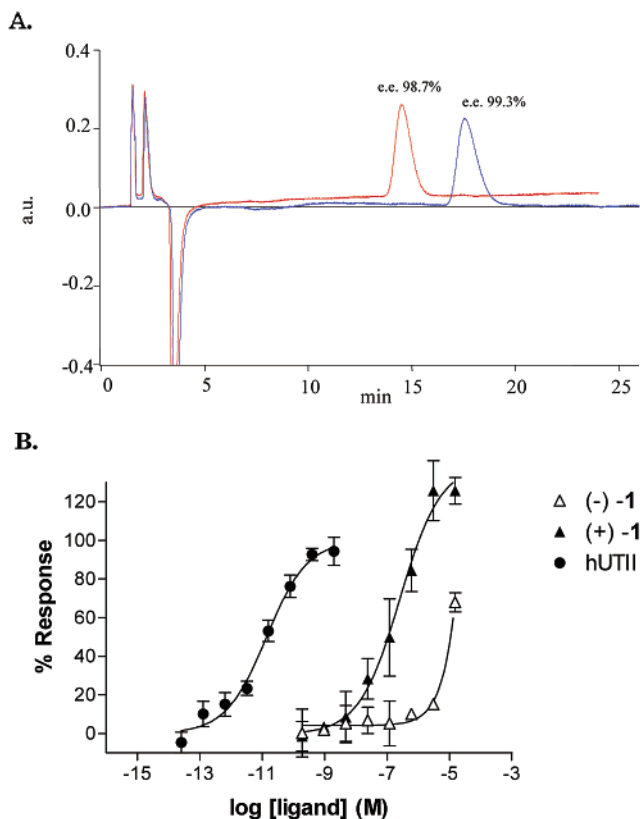 A.
0.4
e.e. 98.7%
e.e. 99.3%
0.2
a.u.
0.0
-0.2
-0.4
0 5 10 15 20 25
min
B.
120
100
80
60
40
20
0
% Response
(-) -1
(+) -1
hUTII
-15 -13 -11 -9 -7 -5 -3
log [ligand] (M)